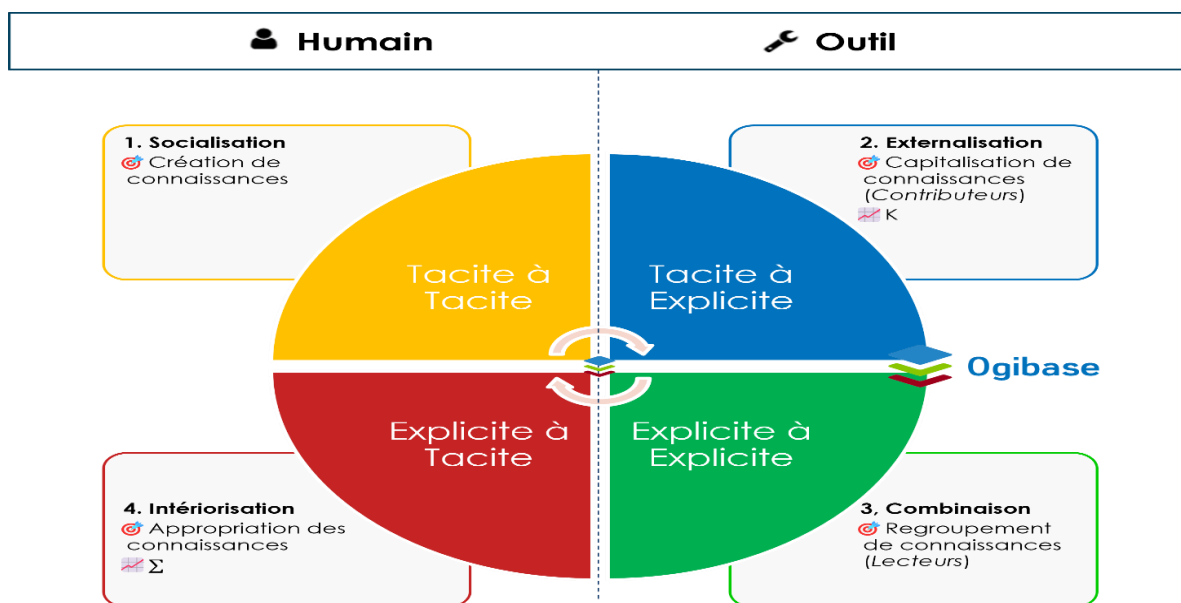 Humain
Outil
1. Socialisation
Création de
connaissances
2. Externalisation
Capitalisation de
connaissances
(Contributeurs)
K
Tacite à
Tacite
Tacite à
Explicite
Ogibase
Explicite à
Tacite
Explicite à
Explicite
4. Intériorisation
Appropriation des
connaissances
Σ
3, Combinaison
Regroupement
de connaissances
(Lecteurs)